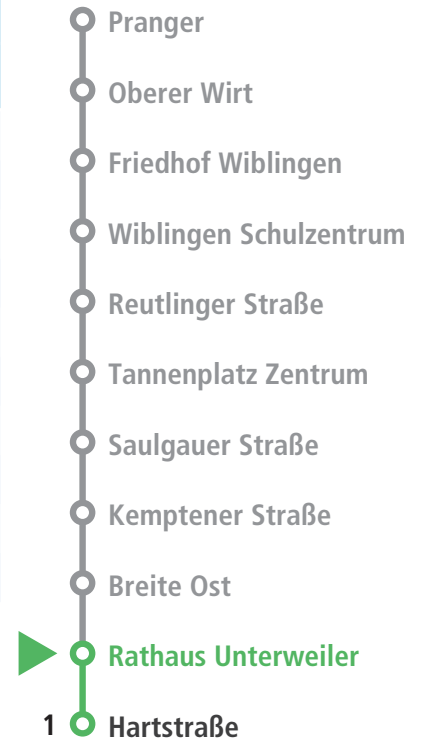 Pranger
Oberer Wirt
Friedhof Wiblingen
Wiblingen Schulzentrum
Reutlinger Straße
Tannenplatz Zentrum
Saulgauer Straße
Kemptener Straße
Breite Ost
Rathaus Unterweiler
1 Hartstraße